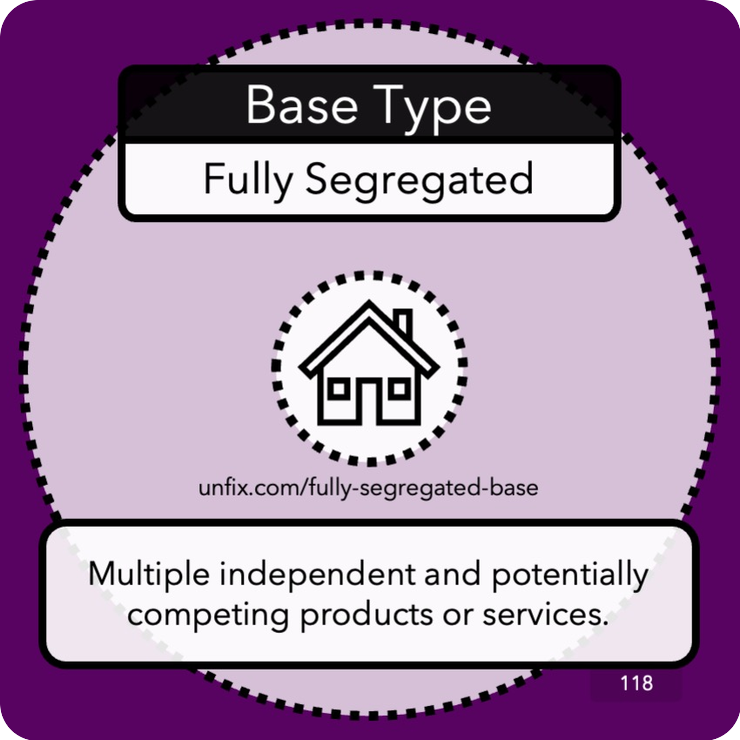 Base Type
Fully Segregated
unfix.com/fully-segregated-base
Multiple independent and potentially
competing products or services.
118